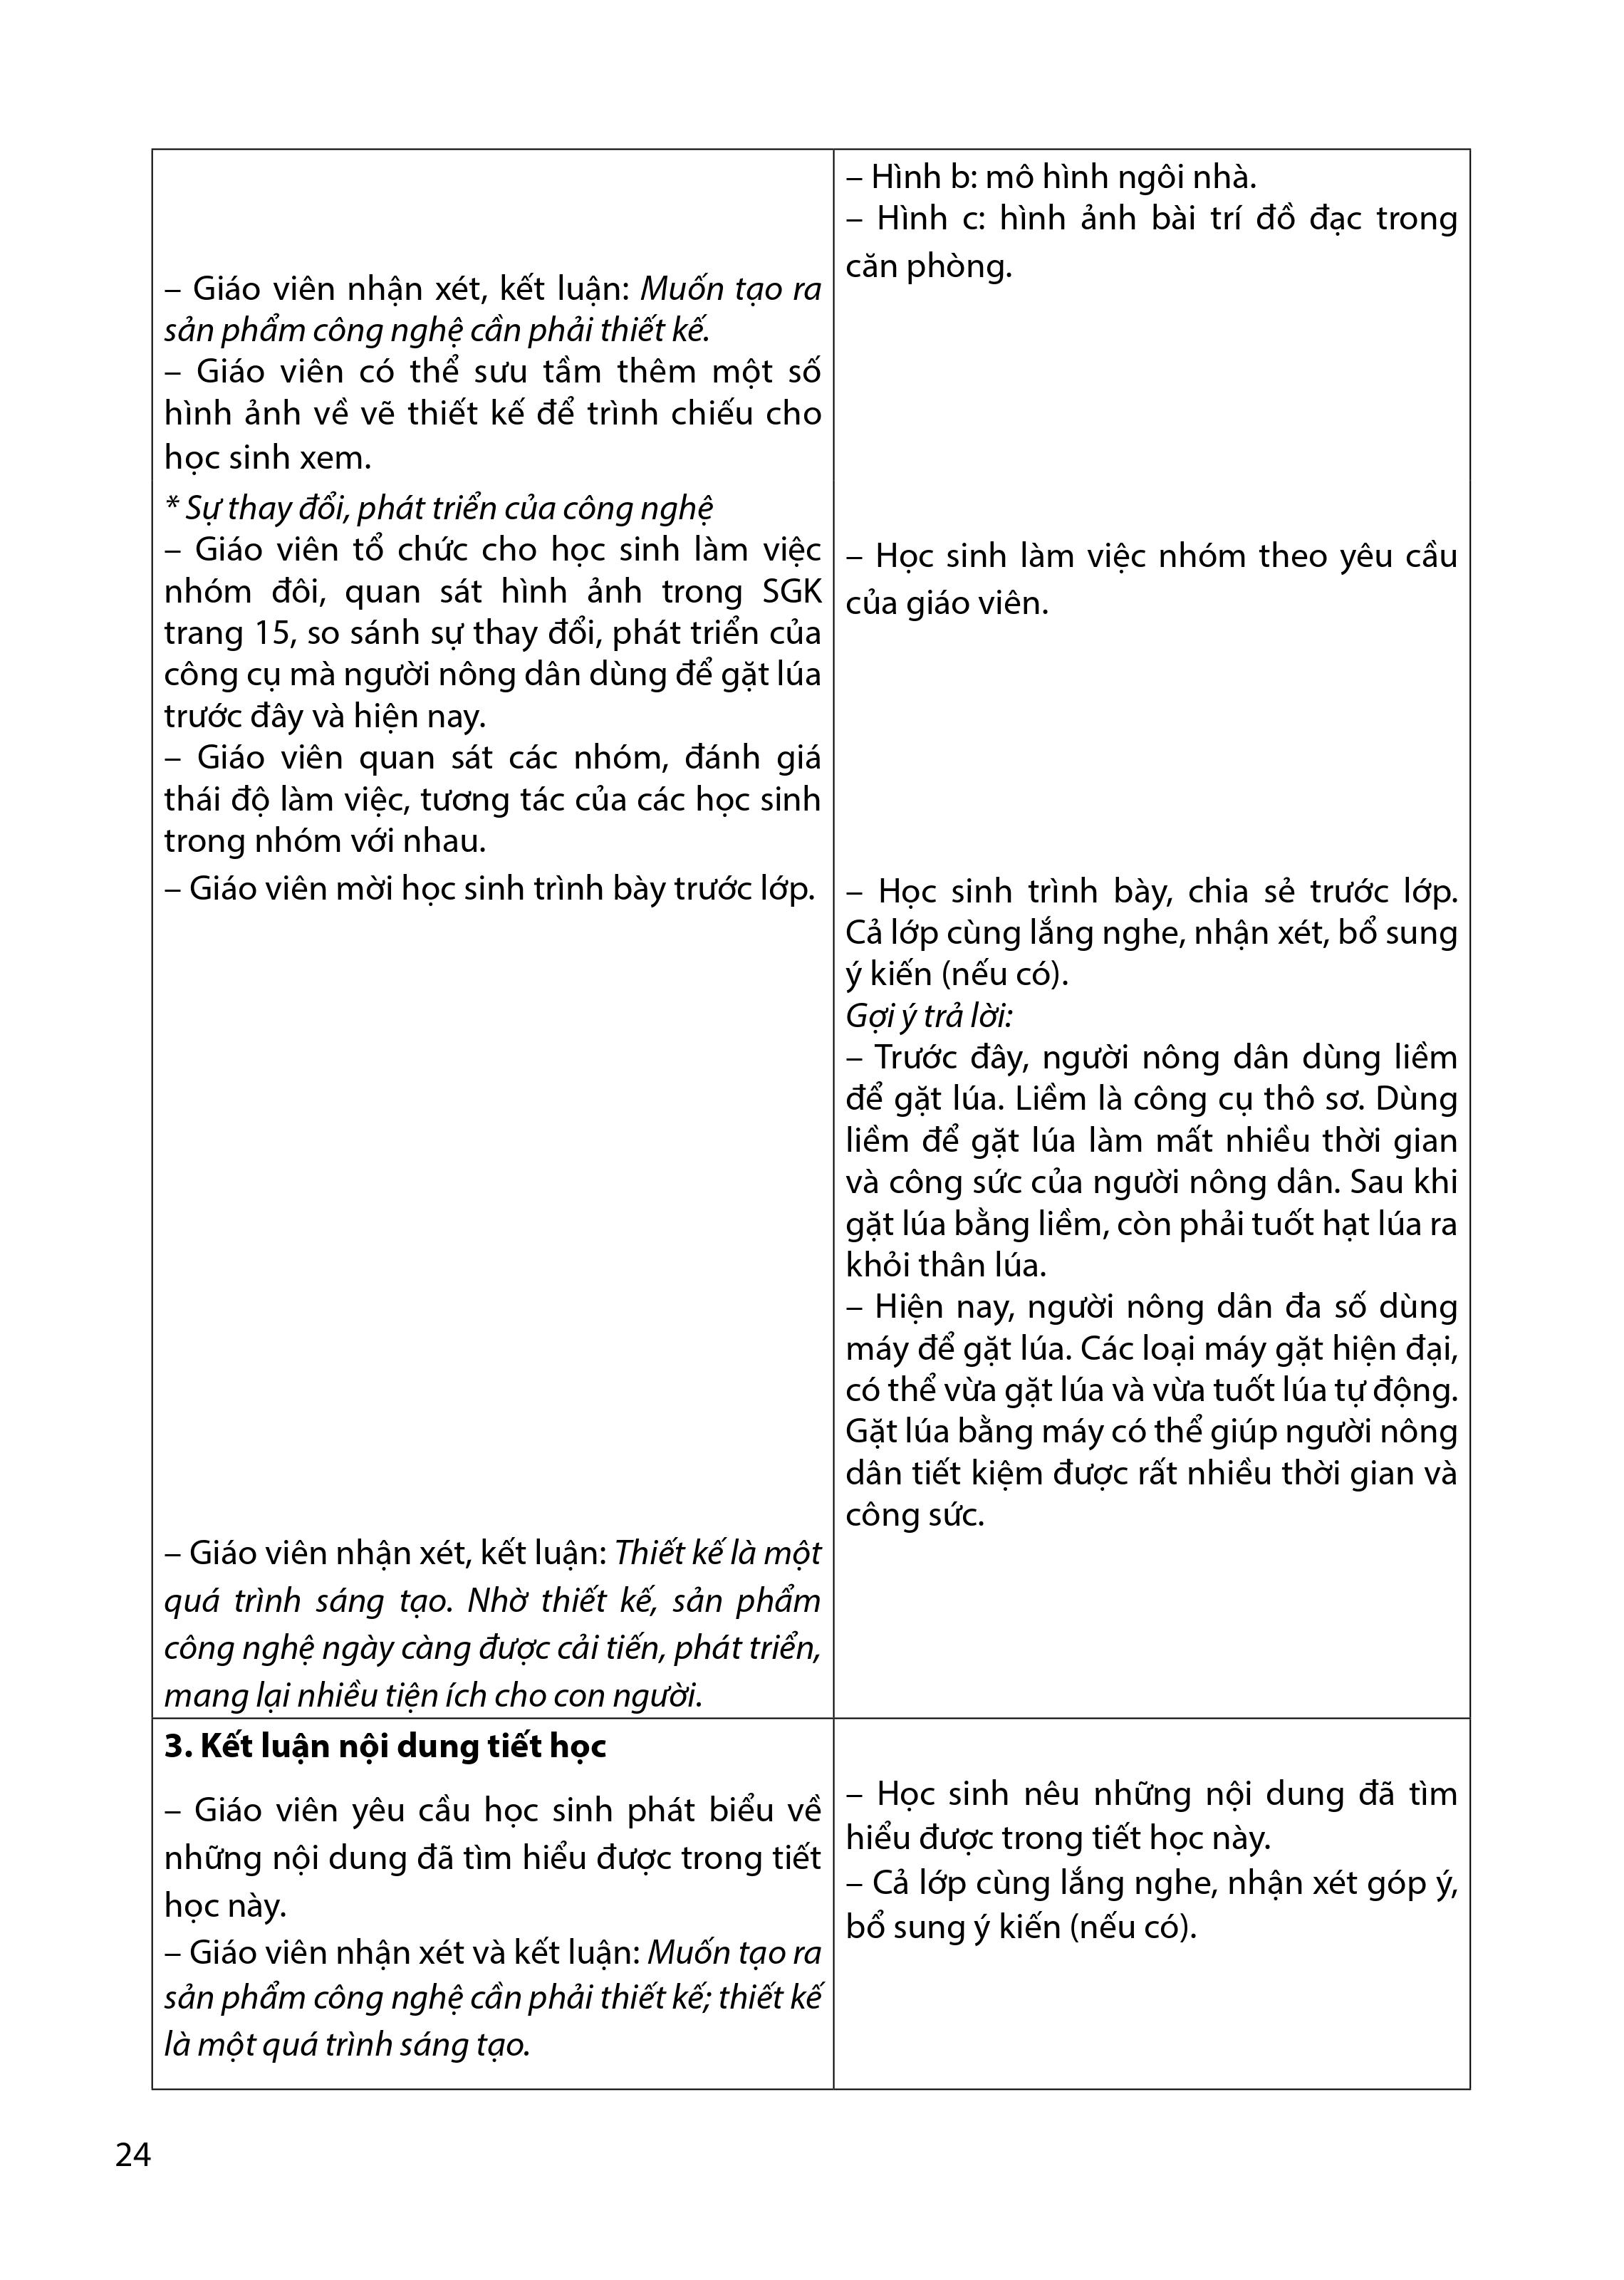 – Hình b: mô hình ngôi nhà.
– Hình c: hình ảnh bài trí đồ đạc trong
căn phòng.
– Giáo viên nhận xét, kết luận: Muốn tạo ra
sản phẩm công nghệ cần phải thiết kế.
– Giáo viên có thể sưu tầm thêm một số
hình ảnh về vẽ thiết kế để trình chiếu cho
học sinh xem.
* Sự thay đổi, phát triển của công nghệ
– Giáo viên tổ chức cho học sinh làm việc
nhóm đôi, quan sát hình ảnh trong SGK
trang 15, so sánh sự thay đổi, phát triển của
công cụ mà người nông dân dùng để gặt lúa
trước đây và hiện nay.
– Học sinh làm việc nhóm theo yêu cầu
của giáo viên.
– Giáo viên quan sát các nhóm, đánh giá
thái độ làm việc, tương tác của các học sinh
trong nhóm với nhau.
– Giáo viên mời học sinh trình bày trước lớp.
– Học sinh trình bày, chia sẻ trước lớp.
Cả lớp cùng lắng nghe, nhận xét, bổ sung
ý kiến (nếu có).
Gợi ý trả lời:
– Trước đây, người nông dân dùng liềm
để gặt lúa. Liềm là công cụ thô sơ. Dùng
liềm để gặt lúa làm mất nhiều thời gian
và công sức của người nông dân. Sau khi
gặt lúa bằng liềm, còn phải tuốt hạt lúa ra
khỏi thân lúa.
– Hiện nay, người nông dân đa số dùng
máy để gặt lúa. Các loại máy gặt hiện đại,
có thể vừa gặt lúa và vừa tuốt lúa tự động.
Gặt lúa bằng máy có thể giúp người nông
dân tiết kiệm được rất nhiều thời gian và
công sức.
– Giáo viên nhận xét, kết luận: Thiết kế là một
quá trình sáng tạo. Nhờ thiết kế, sản phẩm
công nghệ ngày càng được cải tiến, phát triển,
mang lại nhiều tiện ích cho con người.
3. Kết luận nội dung tiết học
– Giáo viên yêu cầu học sinh phát biểu về
những nội dung đã tìm hiểu được trong tiết
học này.
– Giáo viên nhận xét và kết luận: Muốn tạo ra
sản phẩm công nghệ cần phải thiết kế; thiết kế
là một quá trình sáng tạo.
– Học sinh nêu những nội dung đã tìm
hiểu được trong tiết học này.
– Cả lớp cùng lắng nghe, nhận xét góp ý,
bổ sung ý kiến (nếu có).
24